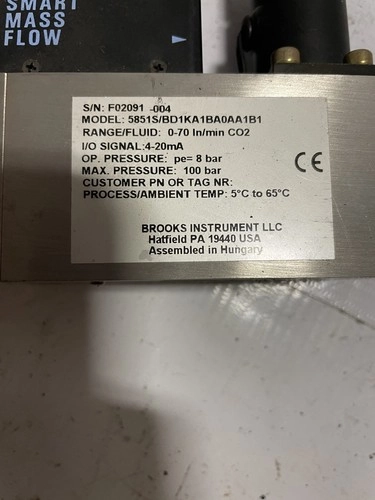 SMART
MASS
FLOW
S/N: F02091 -004
MODEL: 5851S/BD1KA1BA0AA1B1
RANGE/FLUID: 0-70 ln/min CO2
I/O SIGNAL:4-20mA
OP. PRESSURE: pe= 8 bar
MAX. PRESSURE: 100 bar
CUSTOMER PN OR TAG NR:
PROCESS/AMBIENT TEMP: 5°C to 65°C
CE
BROOKS INSTRUMENT LLC
Hatfield PA 19440 USA
Assembled in Hungary